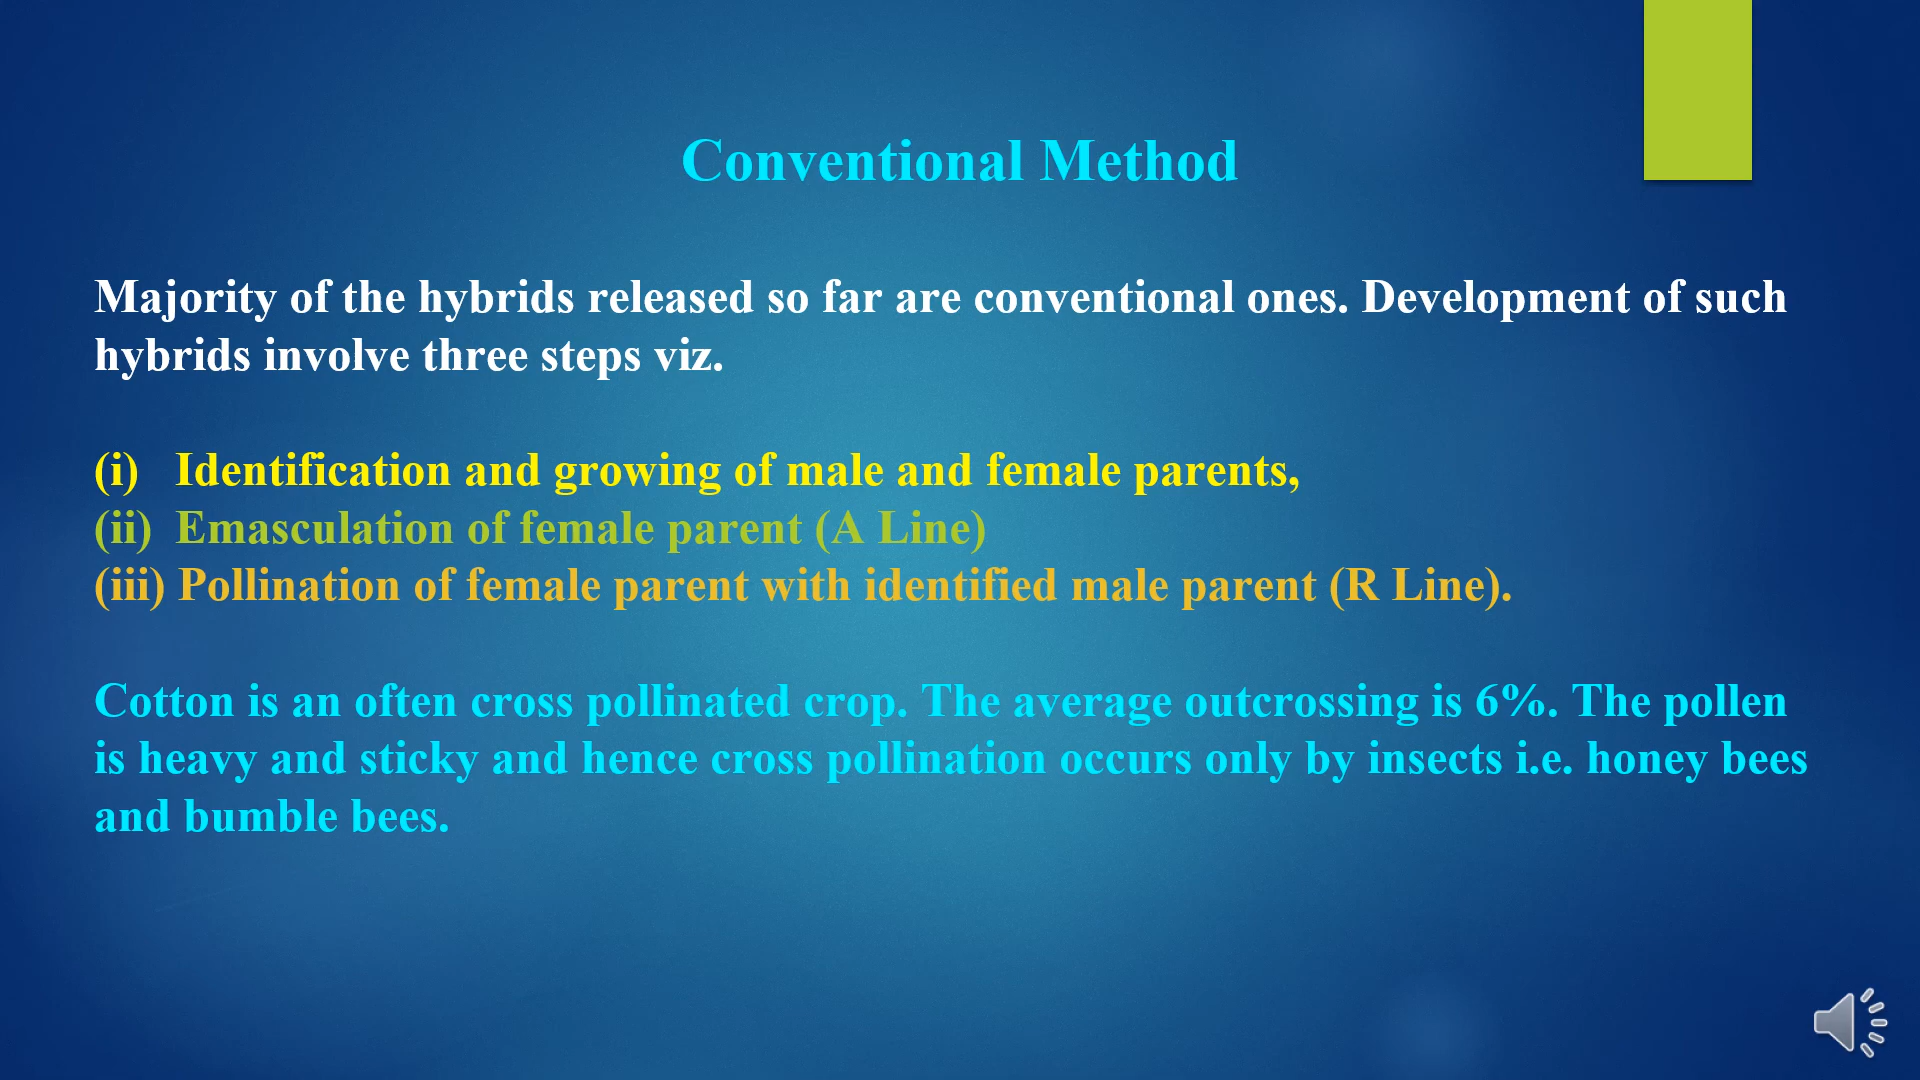 Conventional Method
Majority of the hybrids released so far are conventional ones. Development of such
hybrids involve three steps viz.
(i) Identification and growing of male and female parents,
(ii) Emasculation of female parent (A Line)
(iii) Pollination of female parent with identified male parent (R Line).
Cotton is an often cross pollinated crop. The average outcrossing is 6%. The pollen
is heavy and sticky and hence cross pollination occurs only by insects i.e. honey bees
and bumble bees.